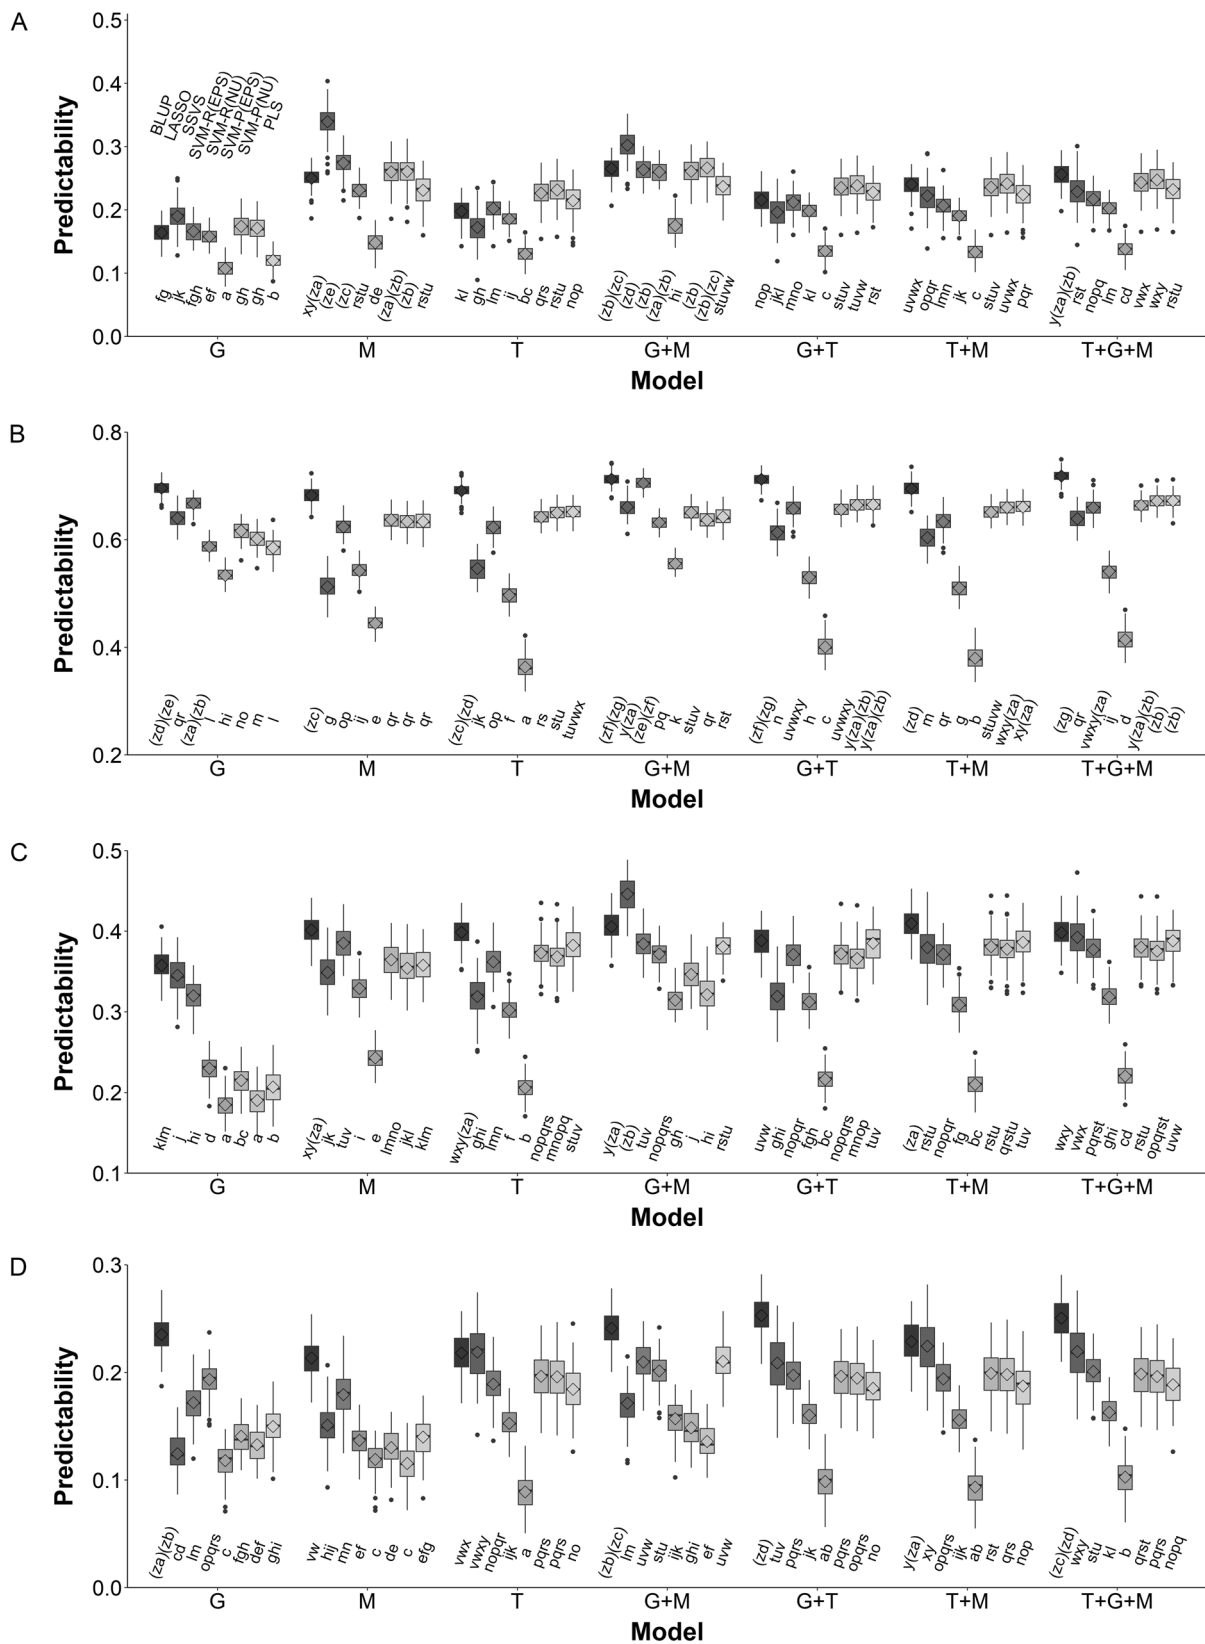 A
Predictability
0.5
0.4
0.3
0.2
0.1
0.0
BLUP
LASSO
SSVS
SVM-R(EPS)
SVM-R(NU)
SVM-P(EPS)
SVM-P(NU)
PLS
fg jk fgh ef a gh gh b
xy(za) (ze) (zc) rstu de (za)(zb) (zb) rstu
kl gh lm ij bc qrs rstu nop
(zb)(zc) (zd) (zb) (za)(zb) hi (zb) (zb)(zc) stuvw
nop jkl mno kl c stuv tuvw rst
uvwx opqr lmn jk c stuv uvwx pqr
y(za)(zb) rst nopq lm cd vwx wxy rstu
G M T G+M G+T T+M T+G+M
Model
B
Predictability
0.8
0.6
0.4
0.2
(zd)(ze) qr (za)(zb) l hi no m l
(zc) g op ij e qr qr qr
(zc)(zd) jk op f a rs stu tuvwx
(zf)(zg) y(za) (ze)(zf) pq k stuv qr rst
(zf)(zg) n uvwxy h c uvwxy y(za)(zb) y(za)(zb)
(zd) m qr g b stuvw wxy(za) xy(za)
(zg) qr vwxy(za) ij d y(za)(zb) (zb) (zb)
G M T G+M G+T T+M T+G+M
Model
C
Predictability
0.5
0.4
0.3
0.2
0.1
klm j hi d a bc a b
xy(za) jk tuv i e lmno jkl klm
wxy(za) ghi lmn f b nopqrs mnopq stuv
y(za) (zb) tuv nopqrs gh j hi rstu
uvw ghi nopqr fgh bc nopqrs mnop tuv
(za) rstu nopqr fg bc rstu qrstu tuv
wxy vwx pqrst ghi cd rstu opqrst uvw
G M T G+M G+T T+M T+G+M
Model
D
Predictability
0.3
0.2
0.1
0.0
(za)(zb) cd lm opqrs c fgh def ghi
vw hij mn ef c de c efg
vwx vwxy nopqr ijk a pqrs pqrs no
(zb)(zc) lm uvw stu ijk ghi ef uvw
(zd) tuv pqrs jk ab pqrs opqrs no
y(za) xy opqrs ijk ab rst qrs nop
(zc)(zd) wxy stu kl b qrst pqrs nopq
G M T G+M G+T T+M T+G+M
Model